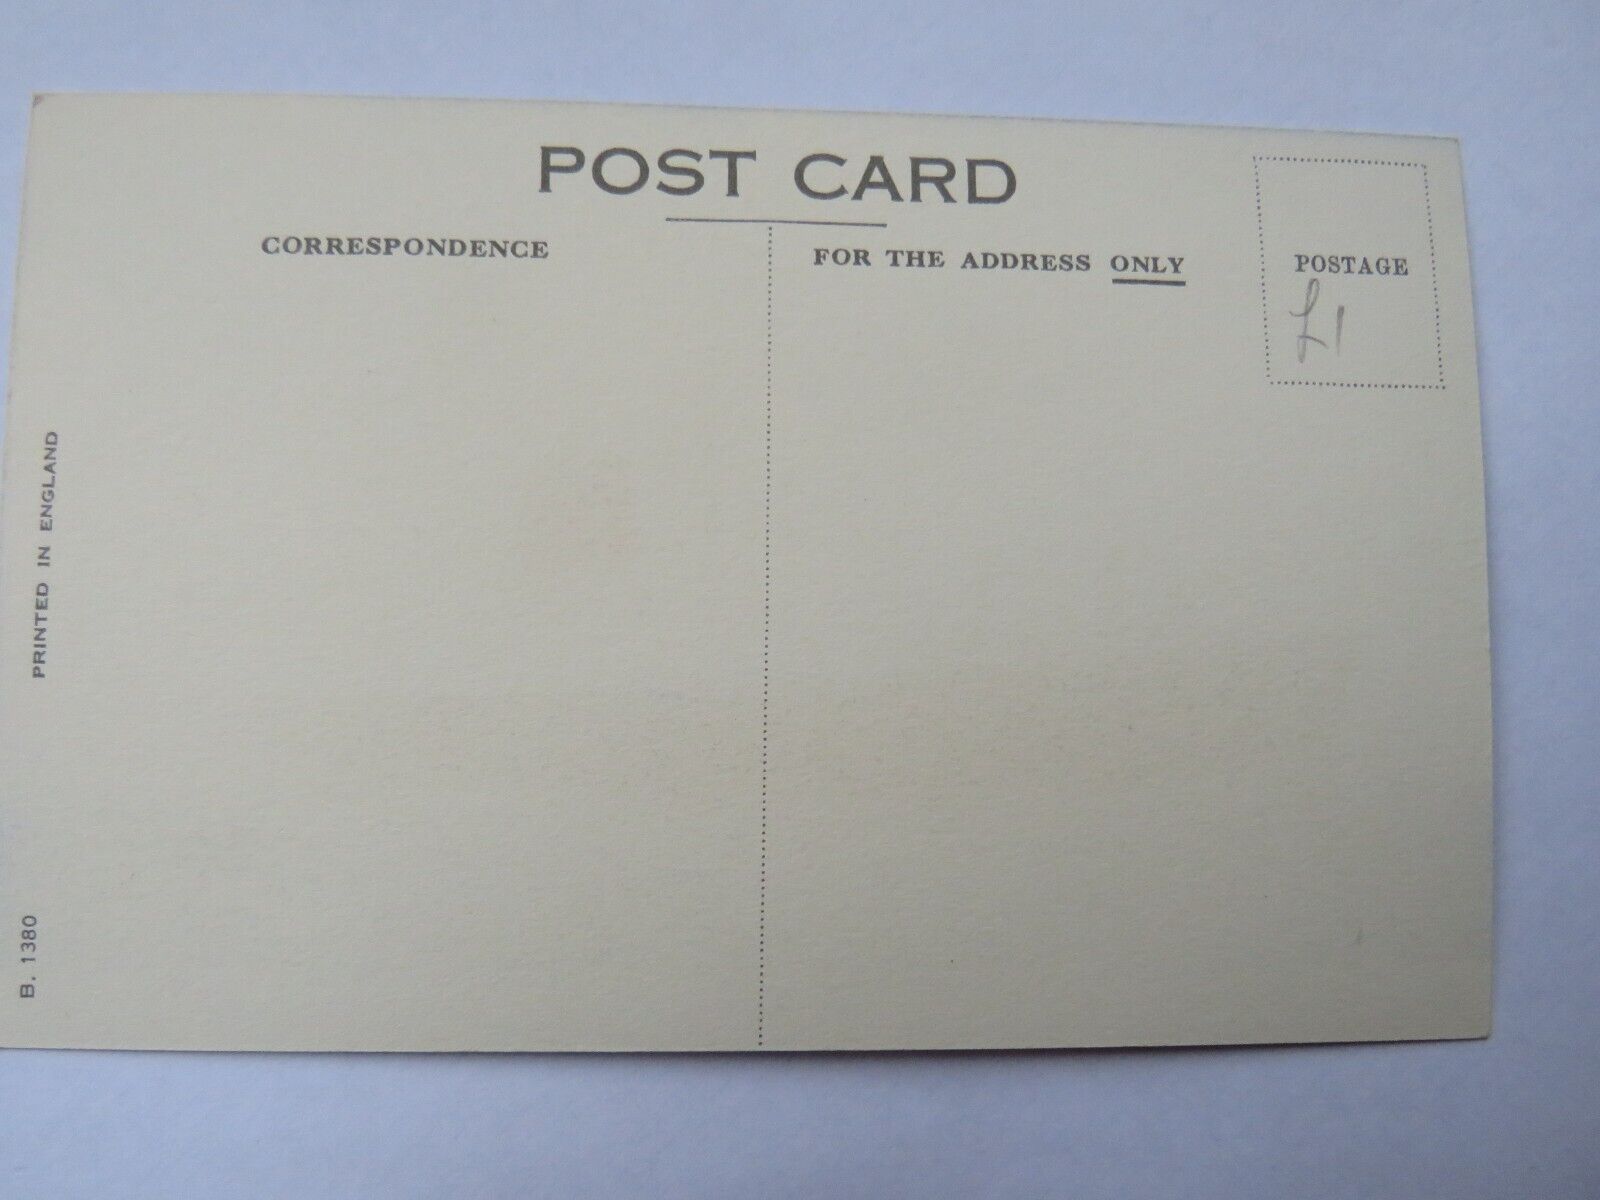 POST CARD
CORRESPONDENCE
FOR THE ADDRESS ONLY
POSTAGE
£1
PRINTED IN ENGLAND
B. 1380